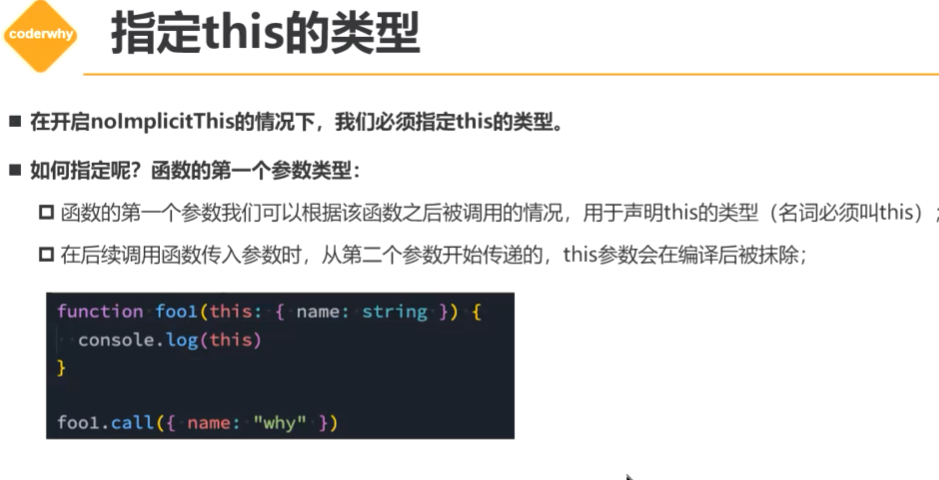 coderwhy
指定this的类型
在开启noImplicitThis的情况下，我们必须指定this的类型。
如何指定呢？函数的第一个参数类型：
函数的第一个参数我们可以根据该函数之后被调用的情况，用于声明this的类型（名词必须叫this）；
在后续调用函数传入参数时，从第二个参数开始传递的，this参数会在编译后被抹除；
function foo1(this: { name: string }) {
console.log(this)
}
foo1.call({ name: "why" })